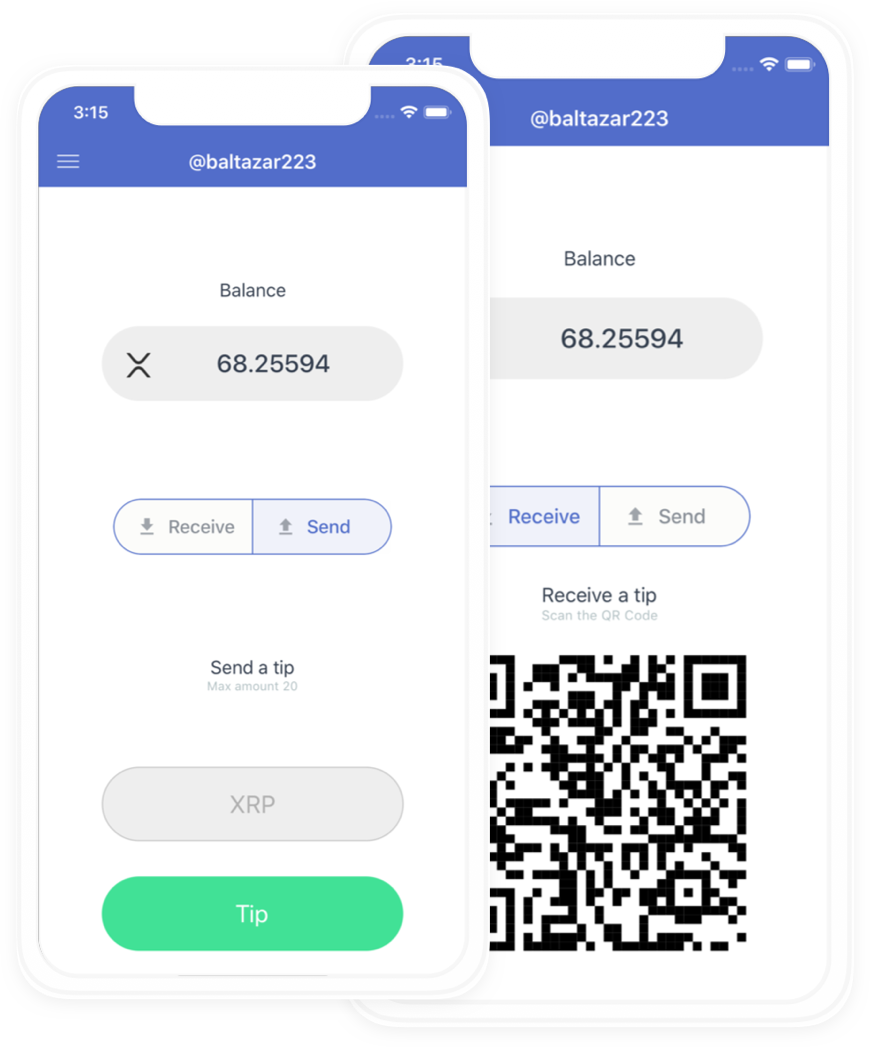 3:15
@baltazar223
Balance
68.25594
Receive
Send
Send a tip
Max amount 20
XRP
Tip
3:15
@baltazar223
Balance
68.25594
Receive
Send
Receive a tip
Scan the QR Code